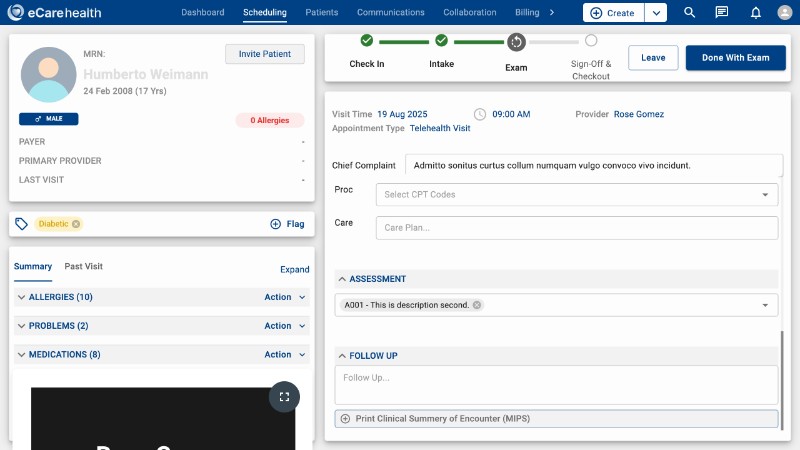 eCarehealth
Dashboard
Scheduling
Patients
Communications
Collaboration
Billing
Create
MRN:
Invite Patient
Humberto Weimann
24 Feb 2008 (17 Yrs)
MALE
0 Allergies
PAYER -
PRIMARY PROVIDER -
LAST VISIT -
Diabetic
Flag
Summary
Past Visit
Expand
ALLERGIES (10) Action
PROBLEMS (2) Action
MEDICATIONS (8) Action
Check In
Intake
Exam
Sign-Off &
Checkout
Leave
Done With Exam
Visit Time 19 Aug 2025 09:00 AM Provider Rose Gomez
Appointment Type Telehealth Visit
Chief Complaint Admitto sonitus curtus collum numquam vulgo convoco vivo incidunt.
Proc Select CPT Codes
Care Care Plan...
ASSESSMENT
A001 - This is description second.
FOLLOW UP
Follow Up...
Print Clinical Summery of Encounter (MIPS)